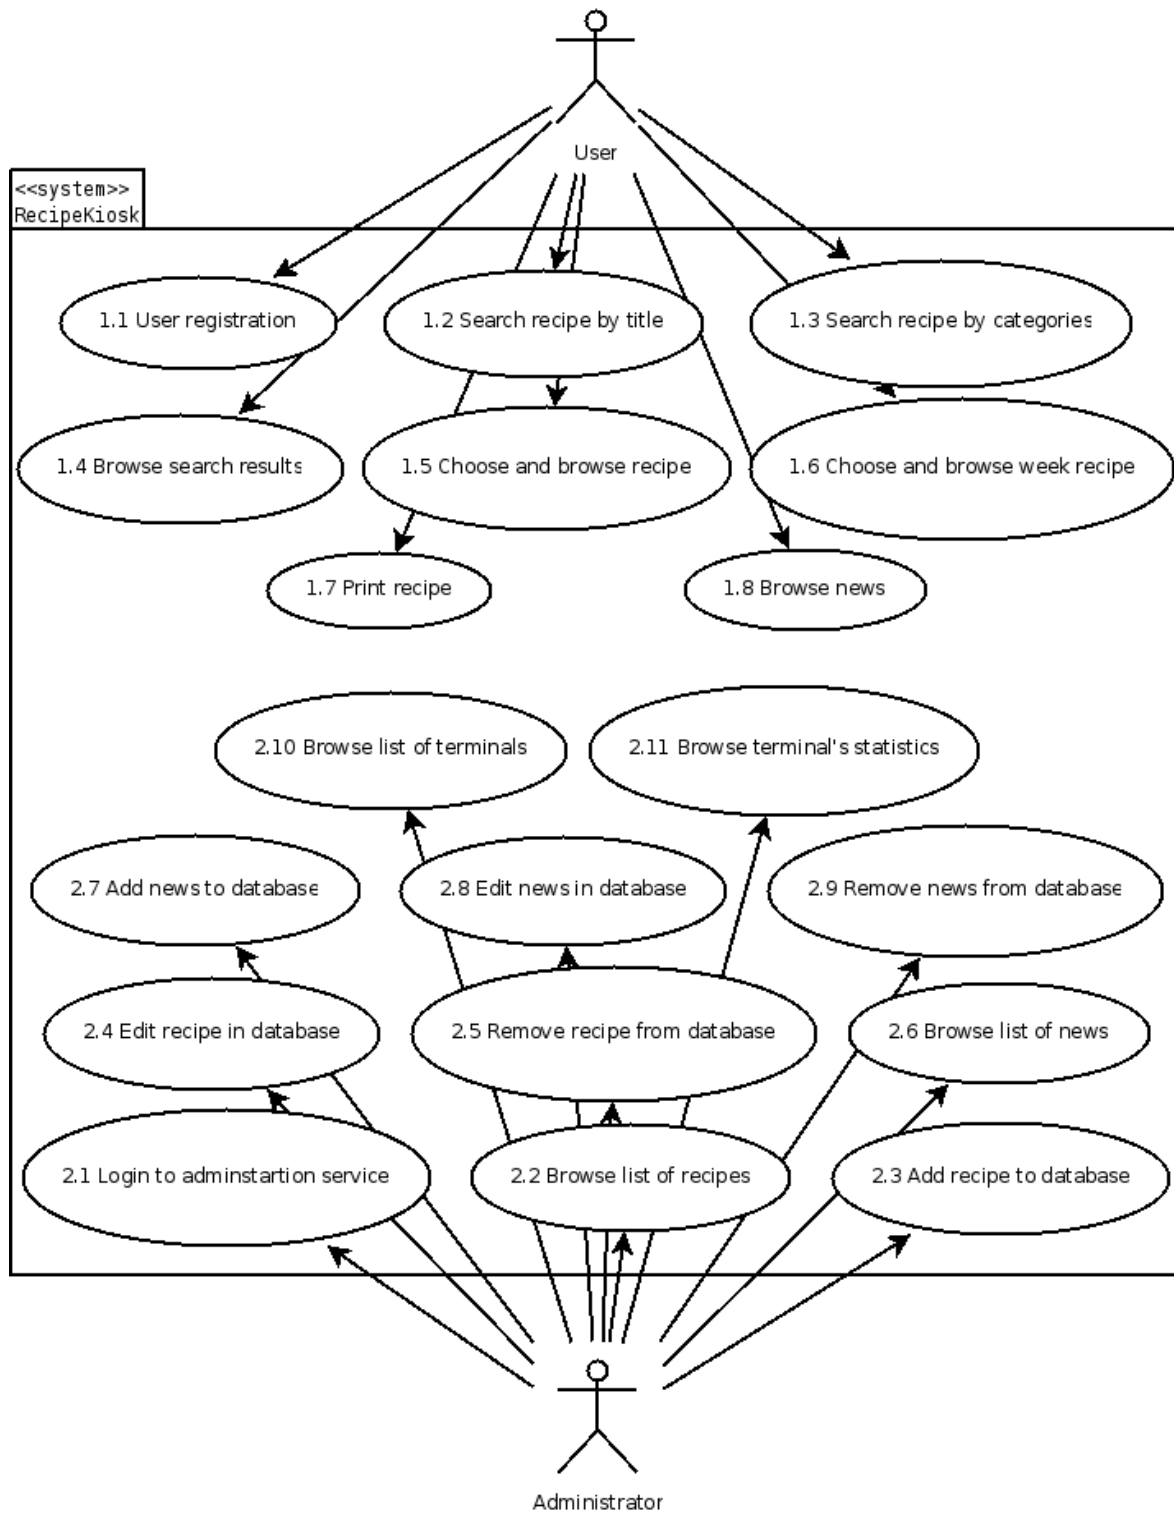 User
<<system>>
RecipeKiosk
1.1 User registration
1.2 Search recipe by title
1.3 Search recipe by categories
1.4 Browse search results
1.5 Choose and browse recipe
1.6 Choose and browse week recipe
1.7 Print recipe
1.8 Browse news
2.10 Browse list of terminals
2.11 Browse terminal's statistics
2.7 Add news to database
2.8 Edit news in database
2.9 Remove news from database
2.4 Edit recipe in database
2.5 Remove recipe from database
2.6 Browse list of news
2.1 Login to adminstartion service
2.2 Browse list of recipes
2.3 Add recipe to database
Administrator